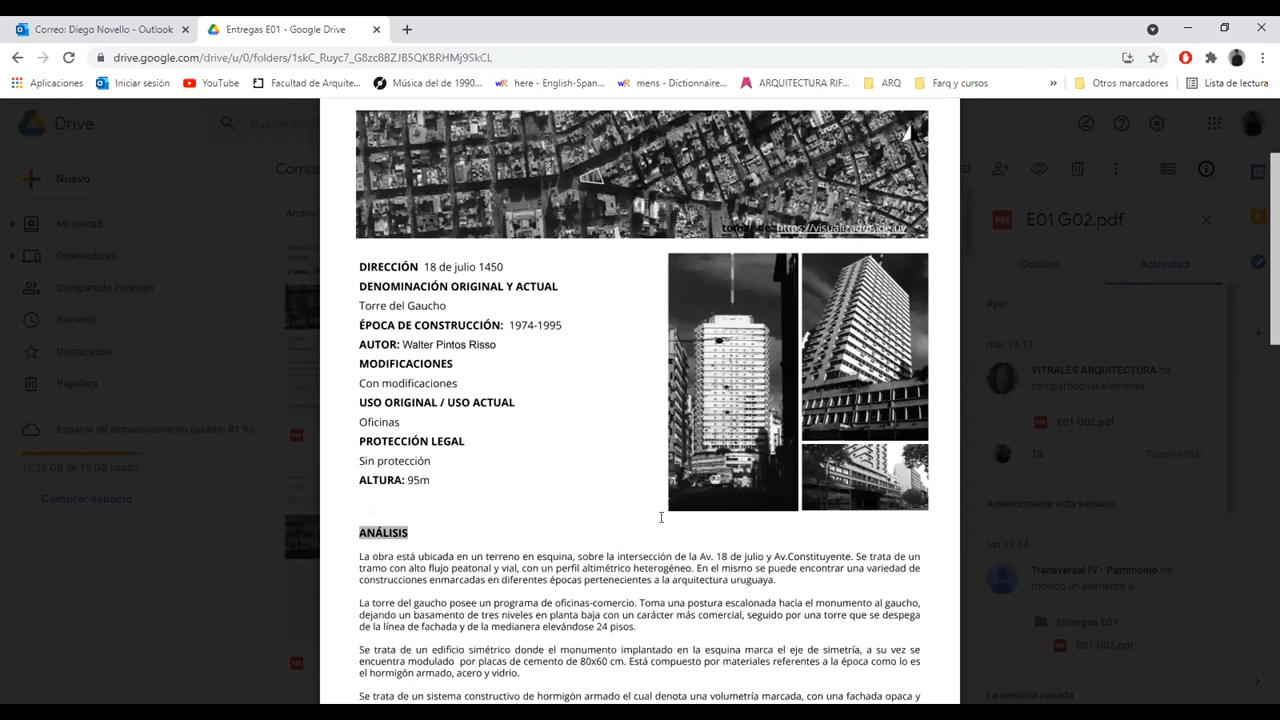 Correo: Diego Novello - Outlook
Entregas E01 - Google Drive
drive.google.com/drive/u/0/folders/1skC_Ruyc7_G8zc8BZJB5QKBRHMj9SkCL
Aplicaciones
Iniciar sesión
YouTube
Facultad de Arquite...
Música del de 1990...
here - English-Span...
mens - Dictionnaire...
ARQUITECTURA RIF...
ARQ
Farq y cursos
»
Otros marcadores
Lista de lectura
Drive
Buscar en
Nuevo
Mi unidad
Ordenadores
Compartido conmigo
Reciente
Destacados
Papelera
Espacio de almacenamiento (usado: 81 %)
12,25 GB de 15 GB usado
Comprar espacio
Compa
Archiv
tomar de: https://visualizador.ide.uy
DIRECCIÓN 18 de julio 1450
DENOMINACIÓN ORIGINAL Y ACTUAL
Torre del Gaucho
ÉPOCA DE CONSTRUCCIÓN: 1974-1995
AUTOR: Walter Pintos Risso
MODIFICACIONES
Con modificaciones
USO ORIGINAL / USO ACTUAL
Oficinas
PROTECCIÓN LEGAL
Sin protección
ALTURA: 95m
ANÁLISIS
La obra está ubicada en un terreno en esquina, sobre la intersección de la Av. 18 de julio y Av.Constituyente. Se trata de un
tramo con alto flujo peatonal y vial, con un perfil altimétrico heterogéneo. En el mismo se puede encontrar una variedad de
construcciones enmarcadas en diferentes épocas pertenecientes a la arquitectura uruguaya.
La torre del gaucho posee un programa de oficinas-comercio. Toma una postura escalonada hacia el monumento al gaucho,
dejando un basamento de tres niveles en planta baja con un carácter más comercial, seguido por una torre que se despega
de la línea de fachada y de la medianera elevándose 24 pisos.
Se trata de un edificio simétrico donde el monumento implantado en la esquina marca el eje de simetría, a su vez se
encuentra modulado por placas de cemento de 80x60 cm. Está compuesto por materiales referentes a la época como lo es
el hormigón armado, acero y vidrio.
Se trata de un sistema constructivo de hormigón armado el cual denota una volumetría marcada, con una fachada opaca y
E01 G02.pdf
Detalles
Actividad
Ayer
mar 14:13
VITRALES ARQUITECTURA ha
compartido un elemento
E01 G02.pdf
Tú
Puede editar
Anteriormente esta semana
lun 13:14
Transversal IV - Patrimonio ha
movido un elemento a
Entregas E01
E01 G02.pdf
La semana pasada